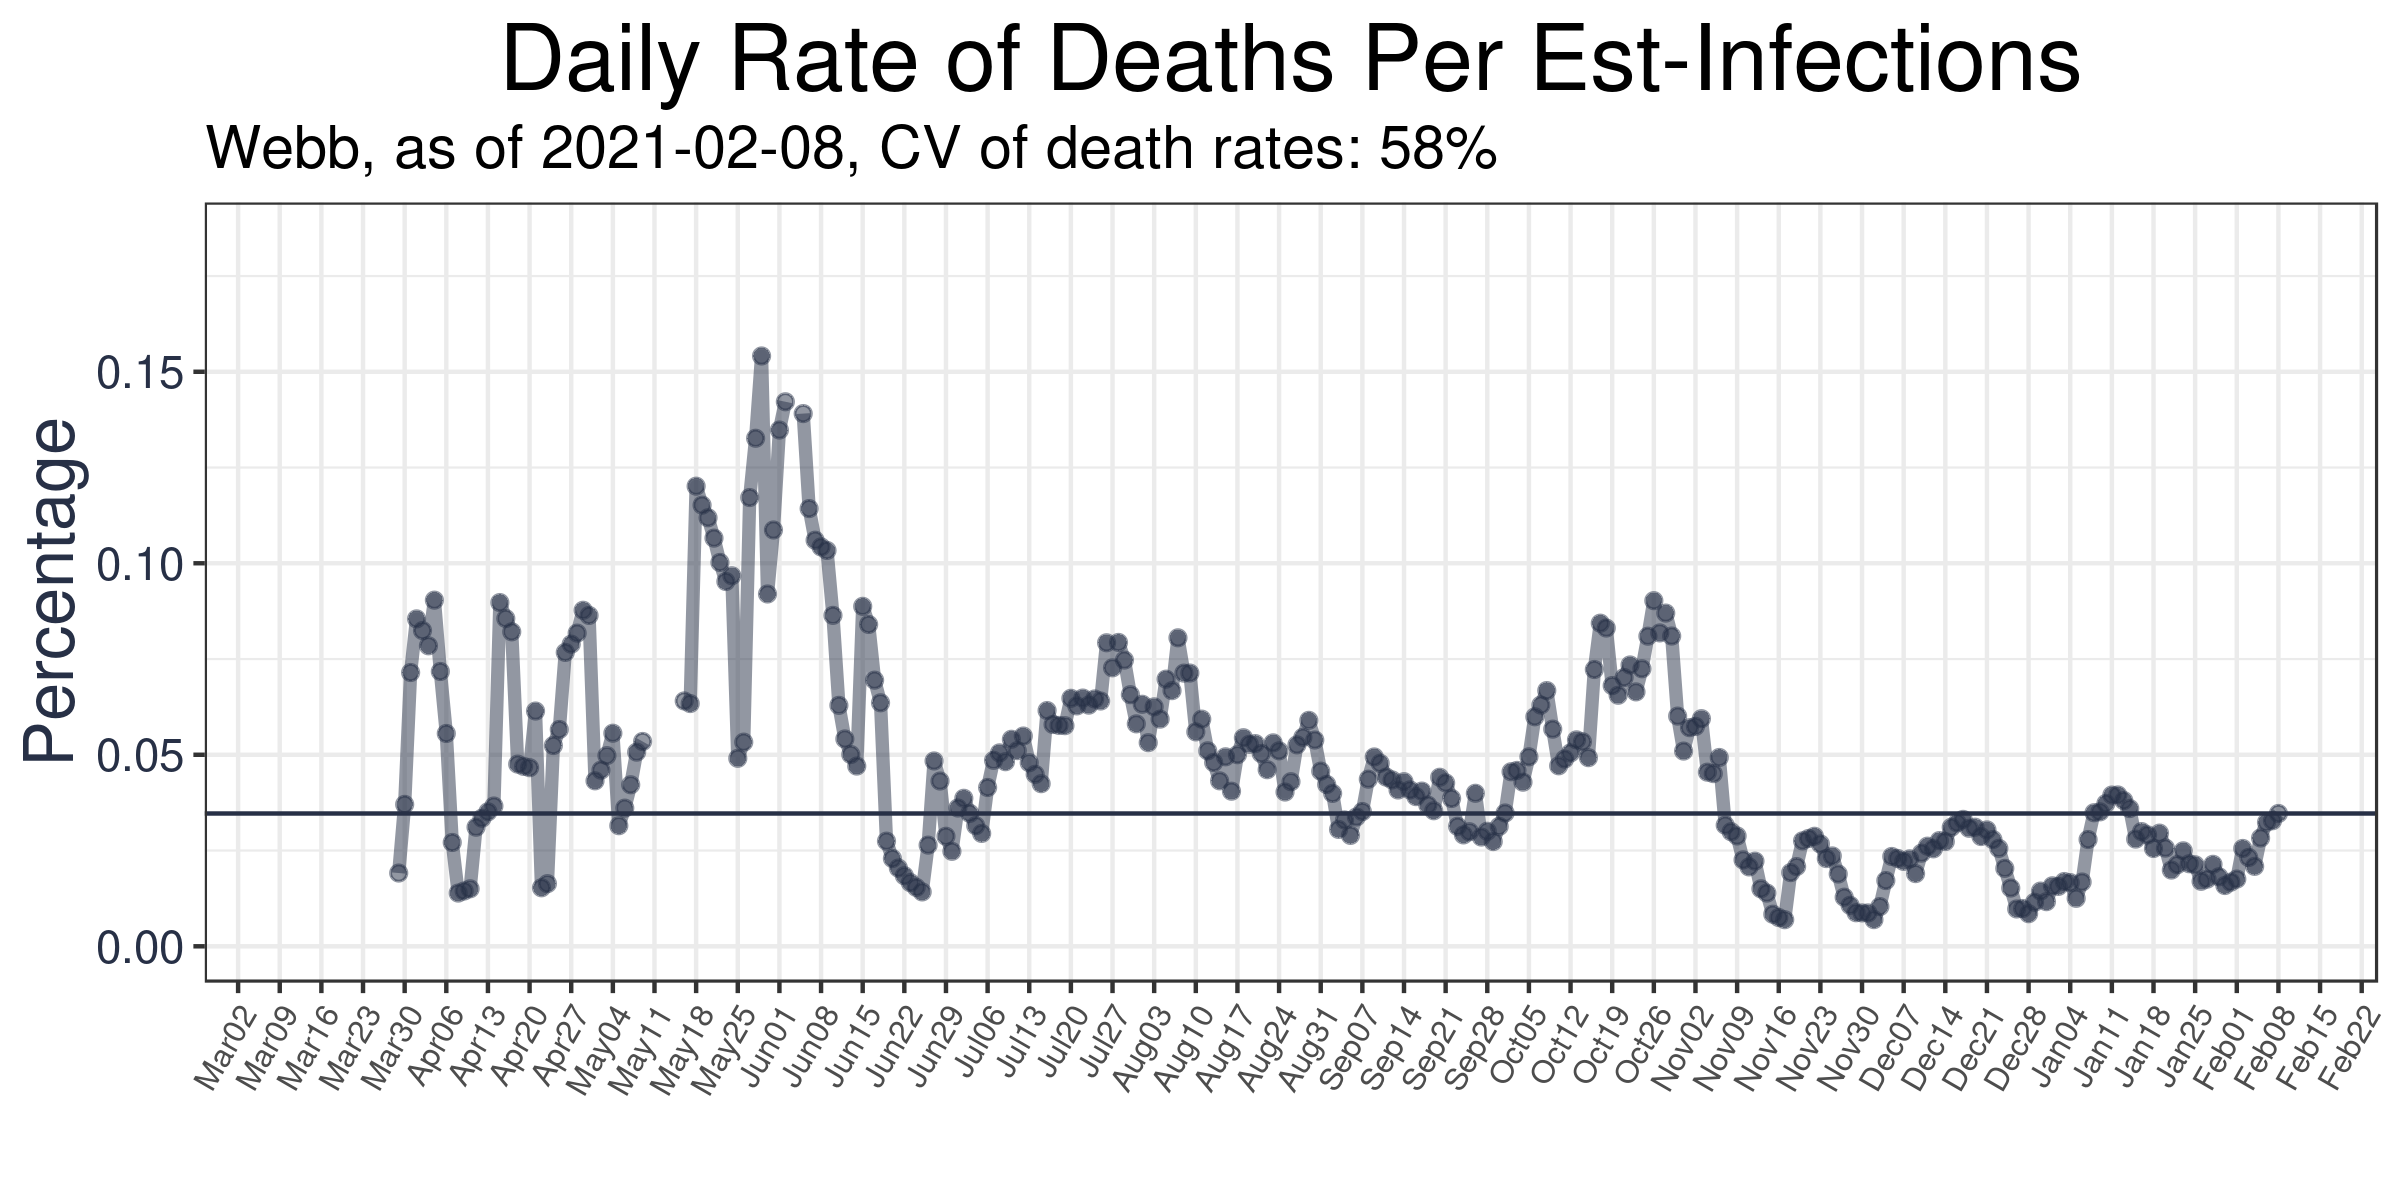 Daily Rate of Deaths Per Est-Infections
Webb, as of 2021-02-08, CV of death rates: 58%
Percentage
0.15
0.10
0.05
0.00
Mar02
Mar09
Mar16
Mar23
Mar30
Apr06
Apr13
Apr20
Apr27
May04
May11
May18
May25
Jun01
Jun08
Jun15
Jun22
Jun29
Jul06
Jul13
Jul20
Jul27
Aug03
Aug10
Aug17
Aug24
Aug31
Sep07
Sep14
Sep21
Sep28
Oct05
Oct12
Oct19
Oct26
Nov02
Nov09
Nov16
Nov23
Nov30
Dec07
Dec14
Dec21
Dec28
Jan04
Jan11
Jan18
Jan25
Feb01
Feb08
Feb15
Feb22